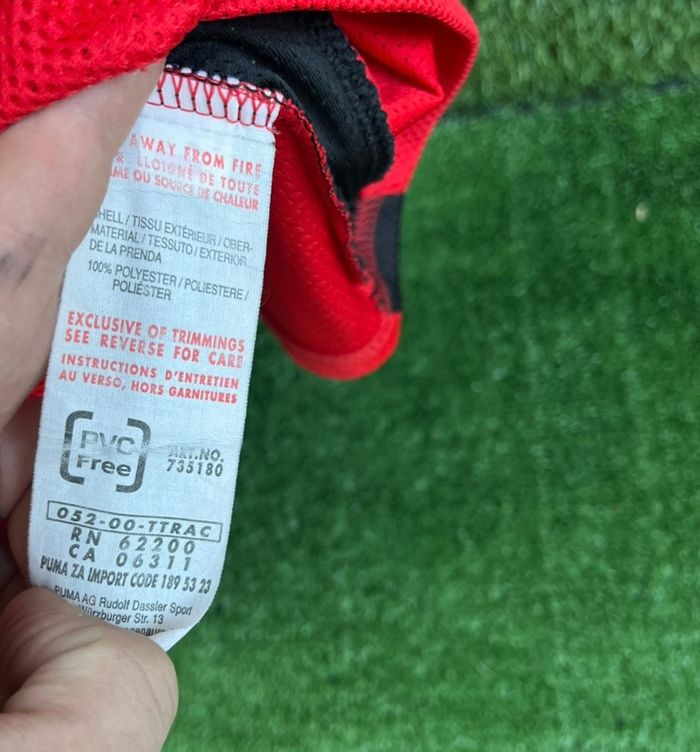 AWAY FROM FIRE
ÉLOIGNÉ DE TOUTE
OU SOURCE DE CHALEUR
SHELL / TISSU EXTÉRIEUR / OBER-
MATERIAL / TESSUTO / EXTERIOR
DE LA PRENDA
100% POLYESTER / POLIESTERE /
POLIÉSTER
EXCLUSIVE OF TRIMMINGS
SEE REVERSE FOR CARE
INSTRUCTIONS D'ENTRETIEN
AU VERSO, HORS GARNITURES
PVC
Free
ART.NO.
735180
052-00-TTRAC
RN 62200
CA 06311
PUMA ZA IMPORT CODE 189 53 23
PUMA AG Rudolf Dassler Sport
Würzburger Str. 13